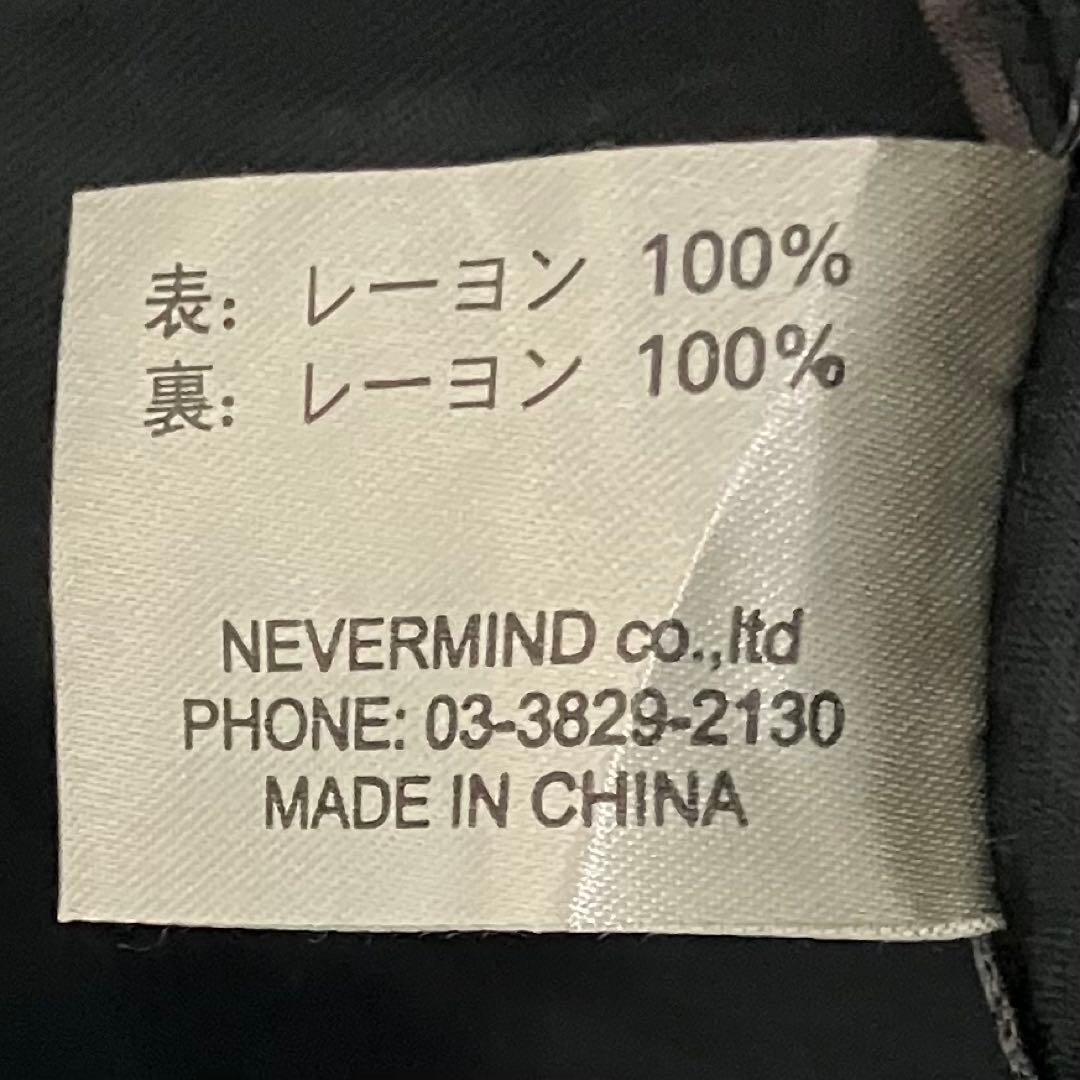 表: レーヨン 100%
裏: レーヨン 100%
NEVERMIND co.,ltd
PHONE: 03-3829-2130
MADE IN CHINA